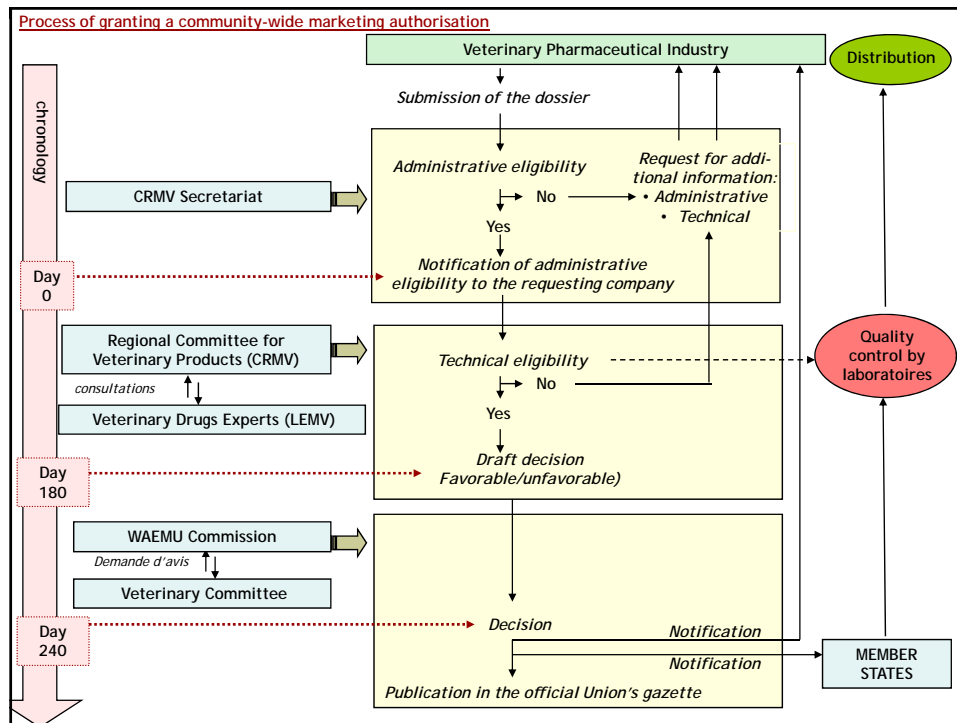 Process of granting a community-wide marketing authorisation
Veterinary Pharmaceutical Industry
Distribution
chronology
Submission of the dossier
Administrative eligibility
Request for addi-
tional information:
• Administrative
• Technical
CRMV Secretariat
No
Yes
Notification of administrative
eligibility to the requesting company
Day
0
Regional Committee for
Veterinary Products (CRMV)
Technical eligibility
Quality
control by
laboratoires
consultations
No
Veterinary Drugs Experts (LEMV)
Yes
Draft decision
Favorable/unfavorable)
Day
180
WAEMU Commission
Demande d'avis
Veterinary Committee
Decision
Day
240
Notification
Notification
MEMBER
STATES
Publication in the official Union's gazette